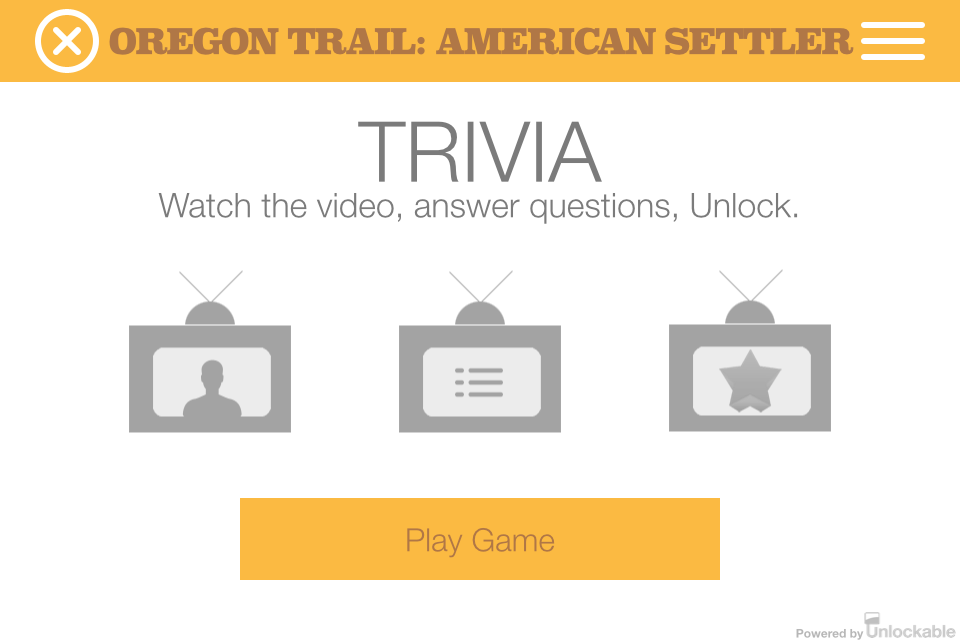 OREGON TRAIL: AMERICAN SETTLER
TRIVIA
Watch the video, answer questions, Unlock.
Play Game
Powered by Unlockable